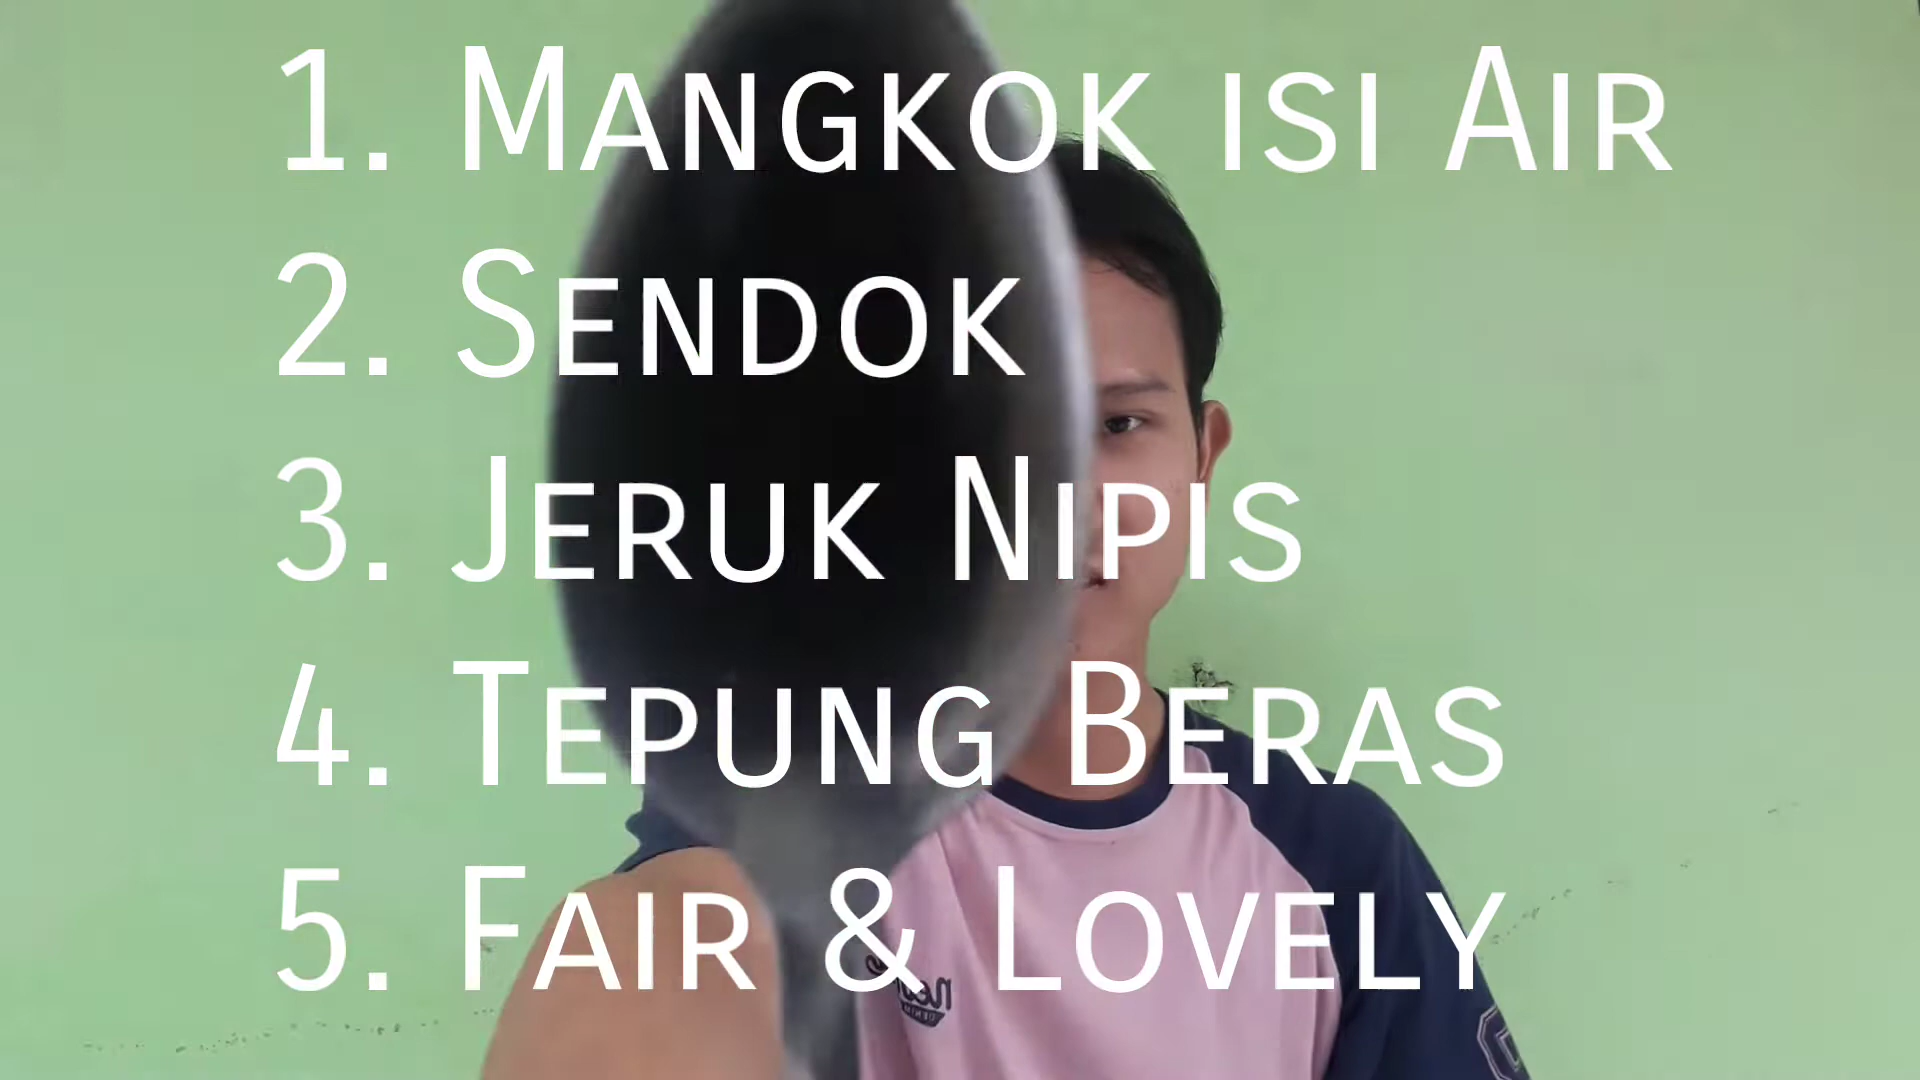 1. Mangkok isi Air
2. Sendok
3. Jeruk Nipis
4. Tepung Beras
5. Fair & Lovely